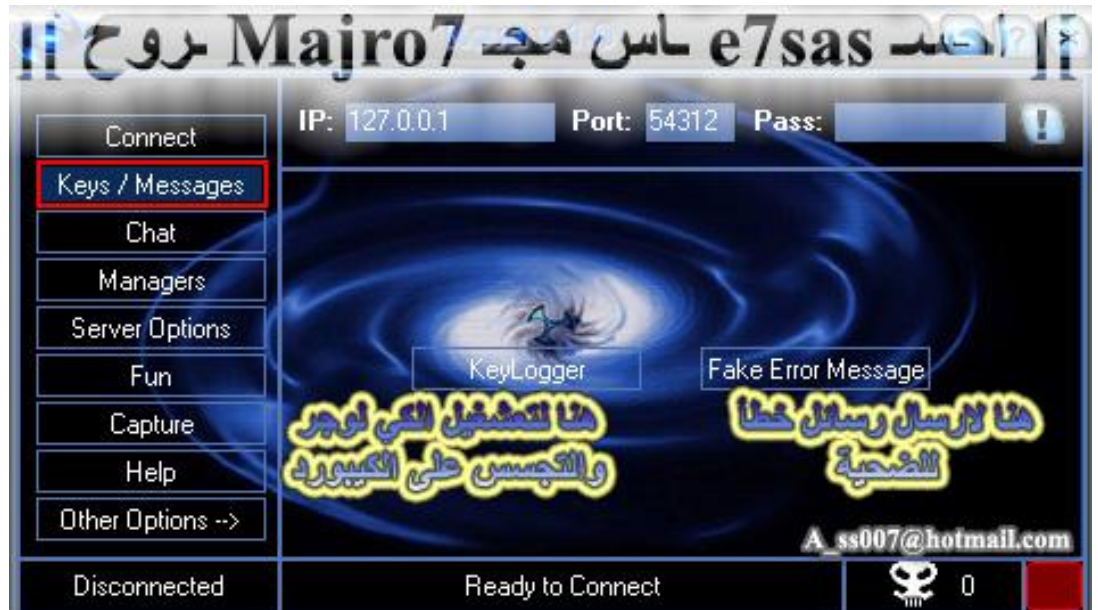 || احسـ e7sas ـاس مجـ Majro7 ـروح ||
IP: 127.0.0.1 Port: 54312 Pass:
!
Connect
Keys / Messages
Chat
Managers
Server Options
Fun
Capture
Help
Other Options -->
KeyLogger
Fake Error Message
هنا لتعشغيل الكي لوجر
والتجسس على الكيبورد
هنا لارسال رسائل خطأ
للضحية
A_ss007@hotmail.com
Disconnected
Ready to Connect
0